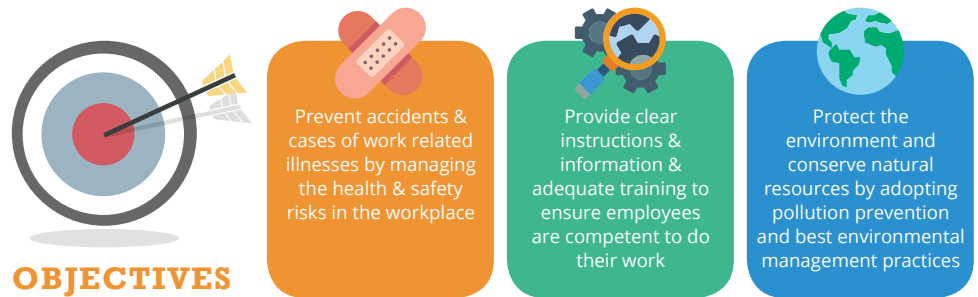 OBJECTIVES
Prevent accidents &
cases of work related
illnesses by managing
the health & safety
risks in the workplace
Provide clear
instructions &
information &
adequate training to
ensure employees
are competent to do
their work
Protect the
environment and
conserve natural
resources by adopting
pollution prevention
and best environmental
management practices